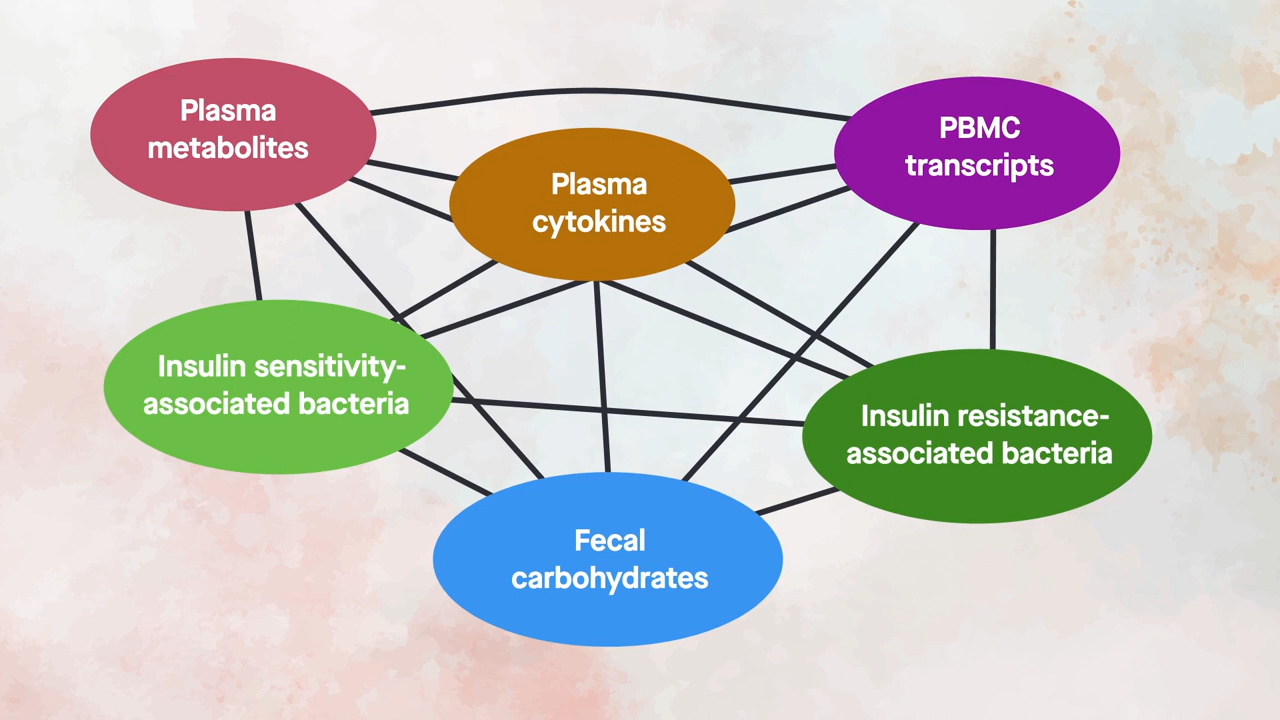 Plasma
metabolites
PBMC
transcripts
Plasma
cytokines
Insulin sensitivity-
associated bacteria
Insulin resistance-
associated bacteria
Fecal
carbohydrates